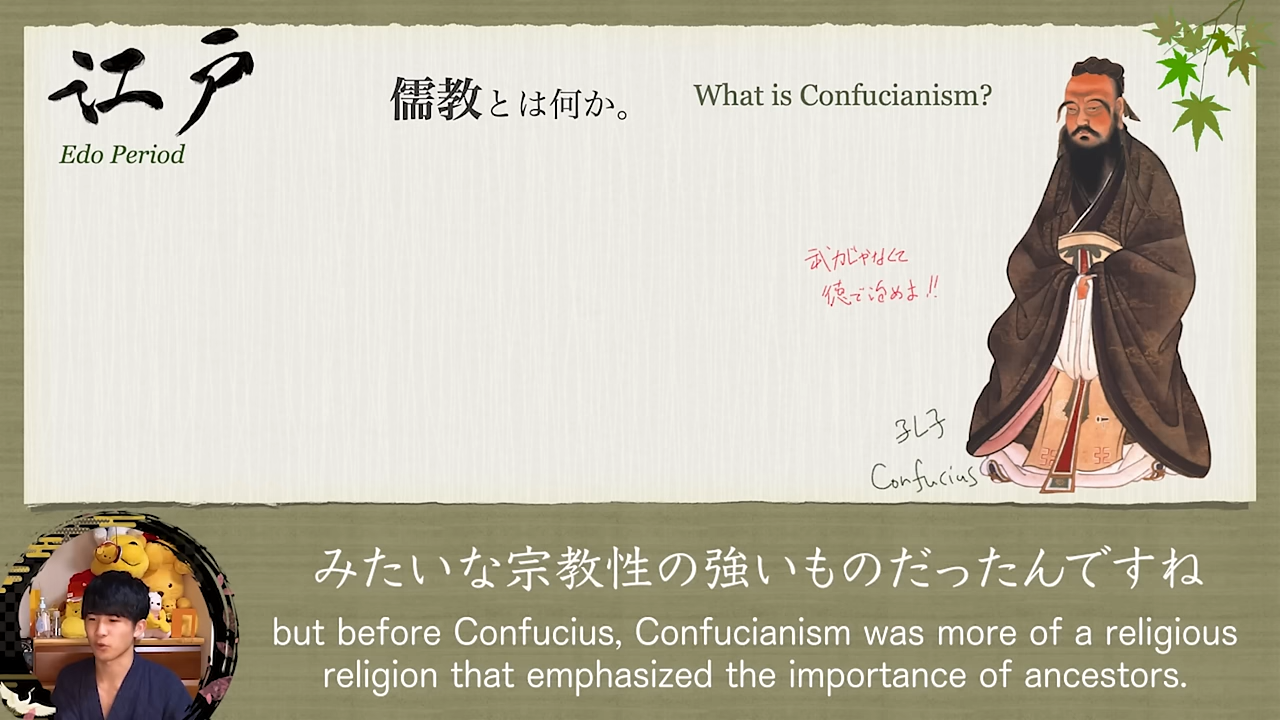 江戸
Edo Period
儒教とは何か。
What is Confucianism?
武力じゃなくて
徳で治めま!!
孔子
Confucius
みたいな宗教性の強いものだったんですね
but before Confucius, Confucianism was more of a religious
religion that emphasized the importance of ancestors.